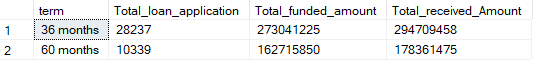 term Total_loan_application Total_funded_amount Total_received_Amount
1 36 months 28237 273041225 294709458
2 60 months 10339 162715850 178361475